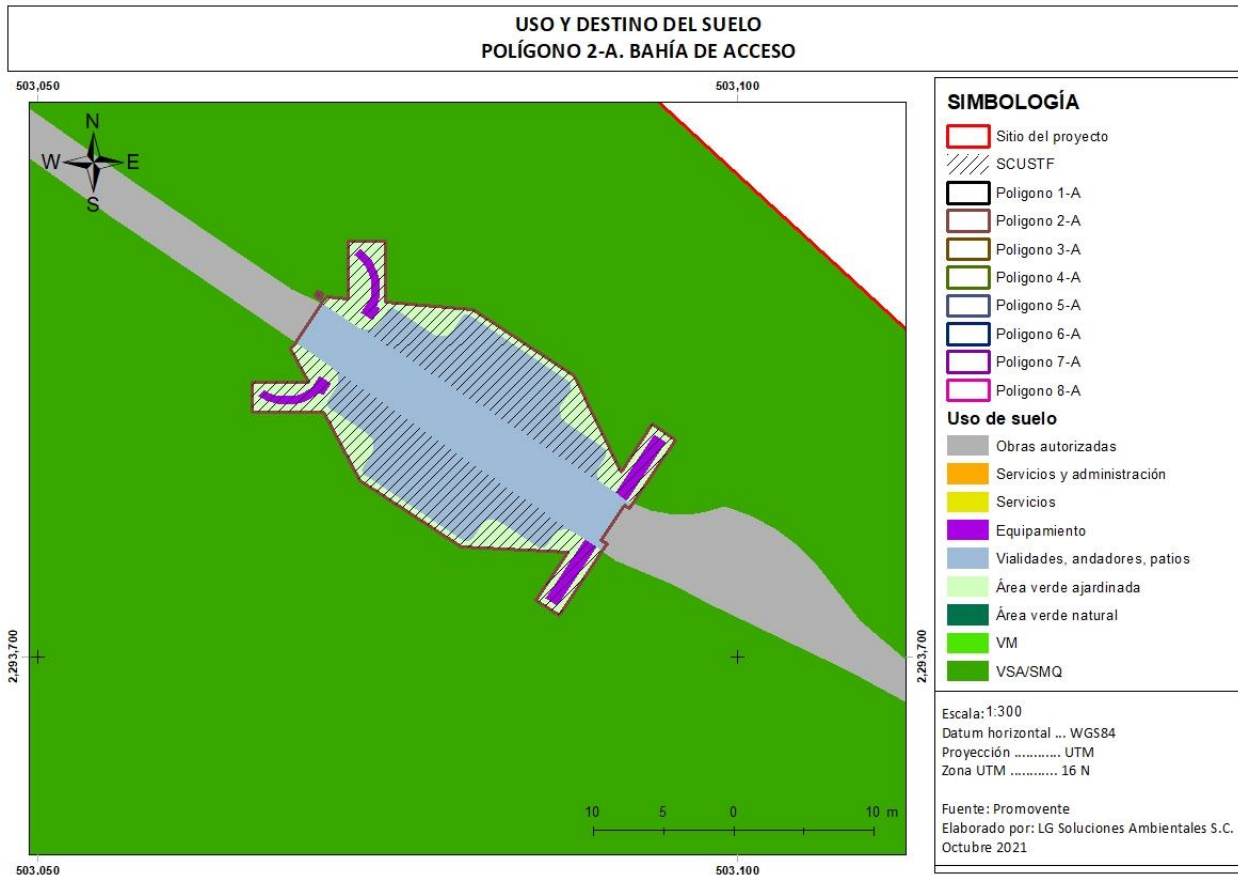 USO Y DESTINO DEL SUELO
POLÍGONO 2-A. BAHÍA DE ACCESO
503,050
503,100
N
W
E
S
2,293,700
2,293,700
10
5
0
10 m
503,050
503,100
SIMBOLOGÍA
Sitio del proyecto
SCUSTF
Poligono 1-A
Poligono 2-A
Poligono 3-A
Poligono 4-A
Poligono 5-A
Poligono 6-A
Poligono 7-A
Poligono 8-A
Uso de suelo
Obras autorizadas
Servicios y administración
Servicios
Equipamiento
Vialidades, andadores, patios
Área verde ajardinada
Área verde natural
VM
VSA/SMQ
Escala: 1:300
Datum horizontal ... WGS84
Proyección ............ UTM
Zona UTM ............ 16 N
Fuente: Promovente
Elaborado por: LG Soluciones Ambientales S.C.
Octubre 2021